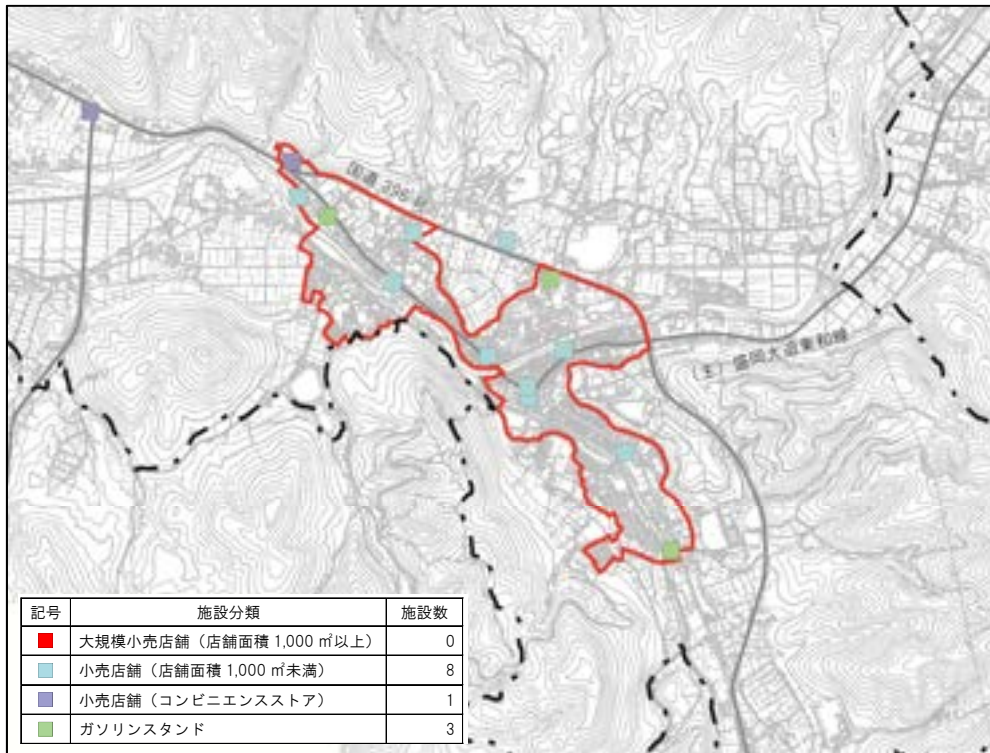 国道 396 号
（主）盛岡大迫東和線
記号 施設分類 施設数
大規模小売店舗（店舗面積 1,000 ㎡以上） 0
小売店舗（店舗面積 1,000 ㎡未満） 8
小売店舗（コンビニエンスストア） 1
ガソリンスタンド 3